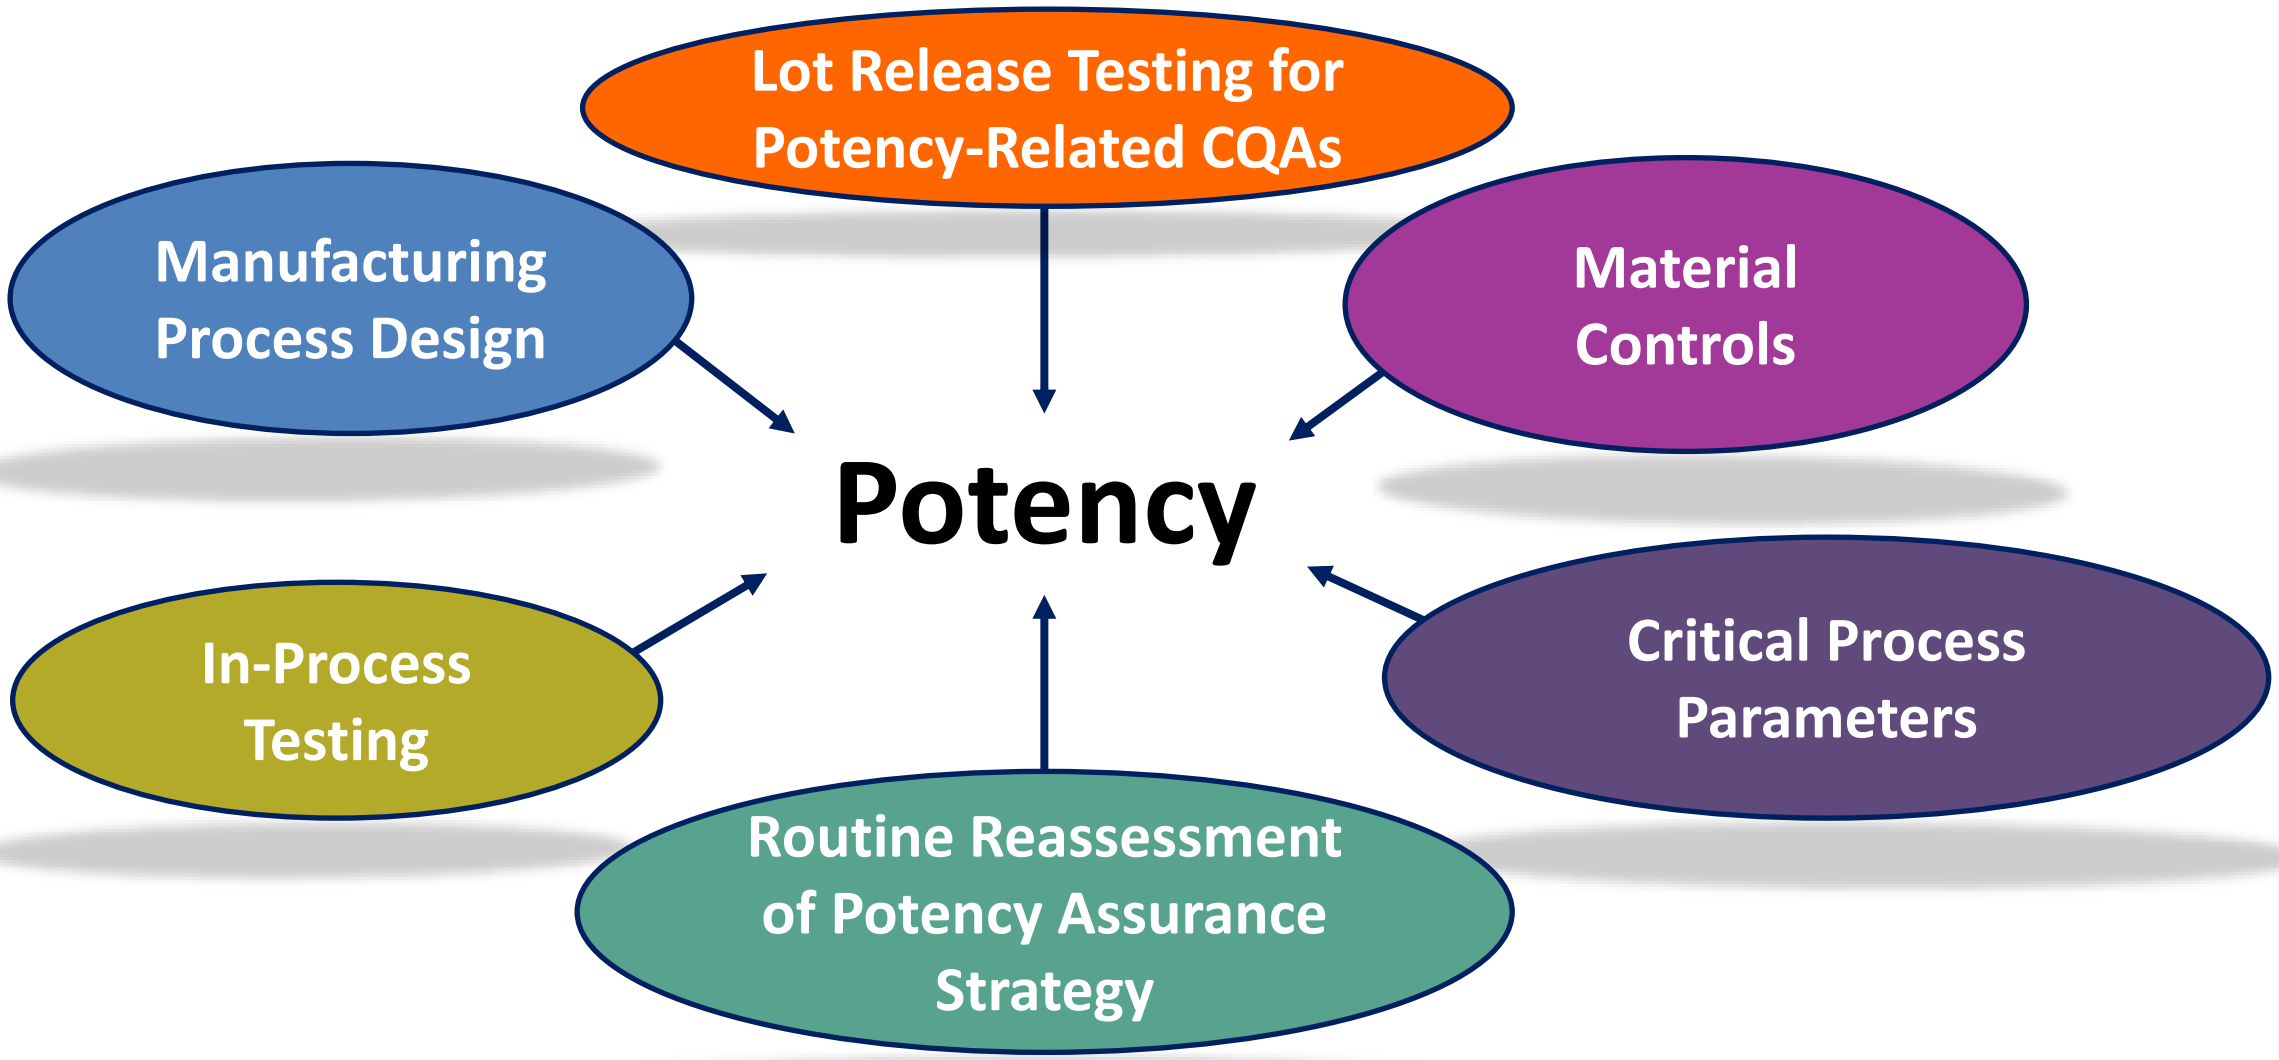 Lot Release Testing for
Potency-Related CQAs
Manufacturing
Process Design
Material
Controls
Potency
In-Process
Testing
Critical Process
Parameters
Routine Reassessment
of Potency Assurance
Strategy